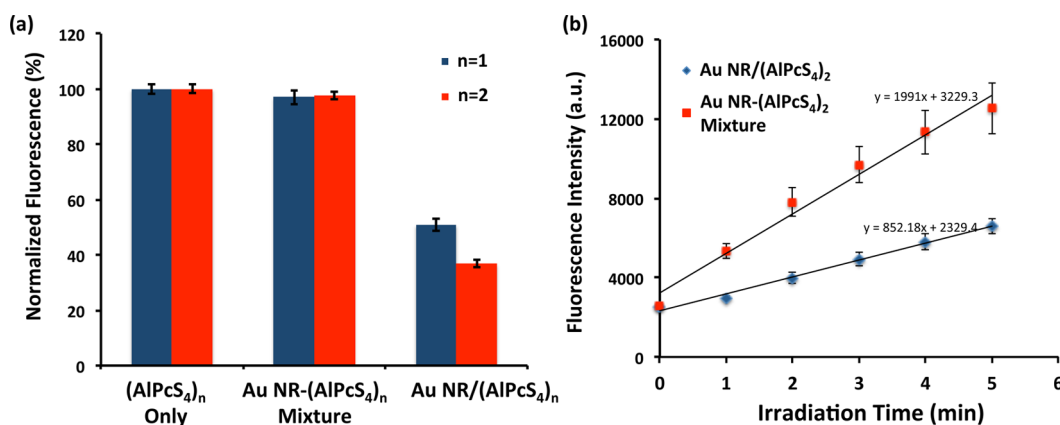 (a)
Normalized Fluorescence (%)
120
100
80
60
40
20
0
n=1
n=2
(AlPcS₄)ₙ
Only
Au NR-(AlPcS₄)ₙ
Mixture
Au NR/(AlPcS₄)ₙ
(b)
Fluorescence Intensity (a.u.)
16000
12000
8000
4000
0
Au NR/(AlPcS₄)₂
Au NR-(AlPcS₄)₂
Mixture
y = 1991x + 3229.3
y = 852.18x + 2329.4
0 1 2 3 4 5 6
Irradiation Time (min)